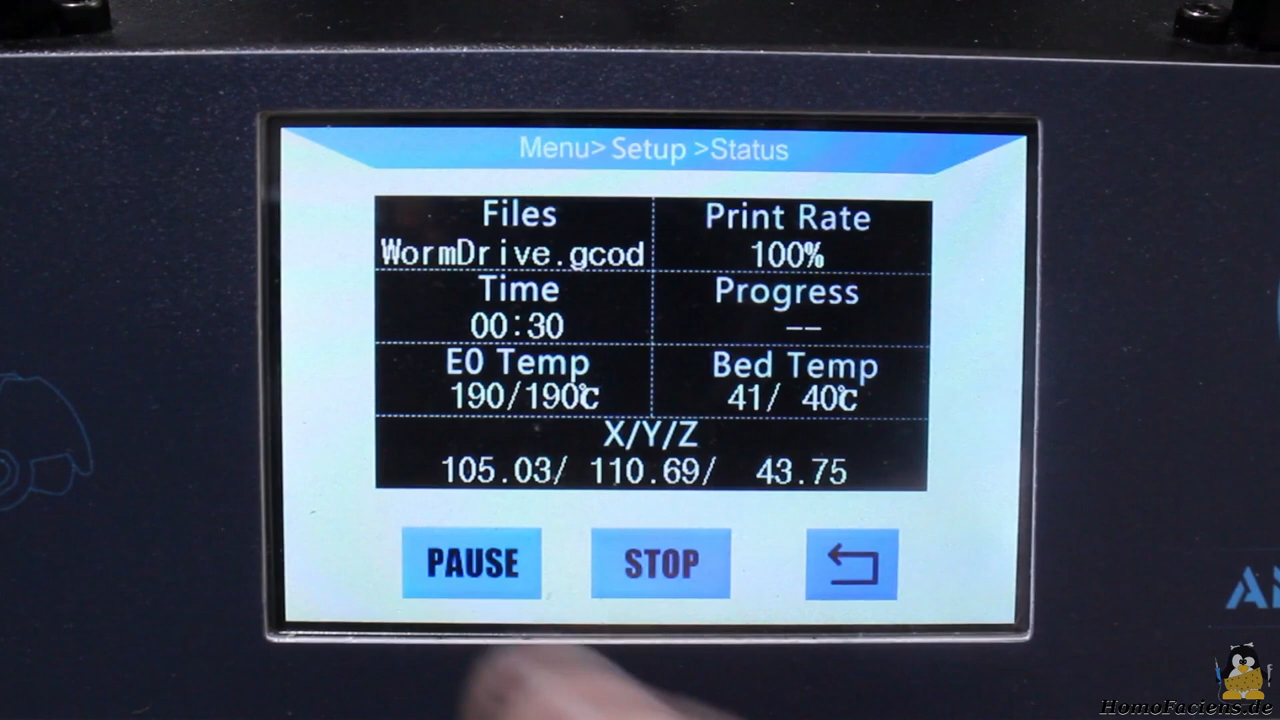 Menu> Setup >Status
Files
Print Rate
WormDrive.gcod
100%
Time
Progress
00:30
--
E0 Temp
Bed Temp
190/190℃
41/ 40℃
X/Y/Z
105.03/ 110.69/ 43.75
PAUSE
STOP
HomoFaciens.de